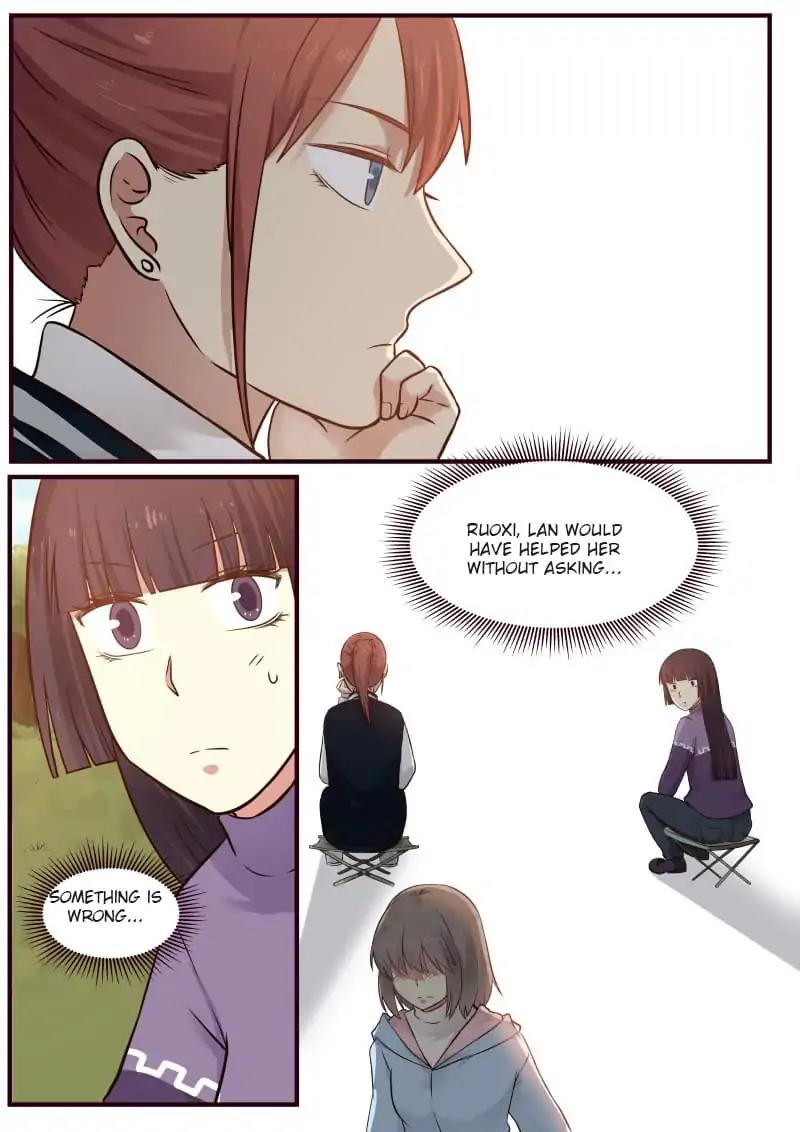 RUOXI, LAN WOULD
HAVE HELPED HER
WITHOUT ASKING...
SOMETHING IS
WRONG...